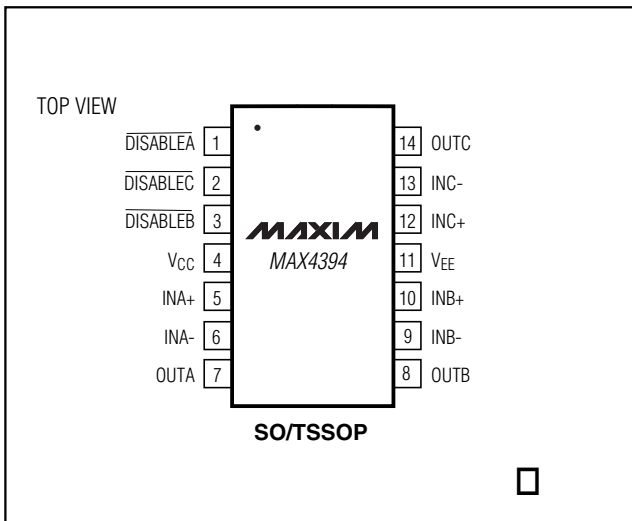 TOP VIEW
DISABLEA 1
DISABLEC 2
DISABLEB 3
VCC 4
INA+ 5
INA- 6
OUTA 7
MAXIM
MAX4394
14 OUTC
13 INC-
12 INC+
11 VEE
10 INB+
9 INB-
8 OUTB
SO/TSSOP